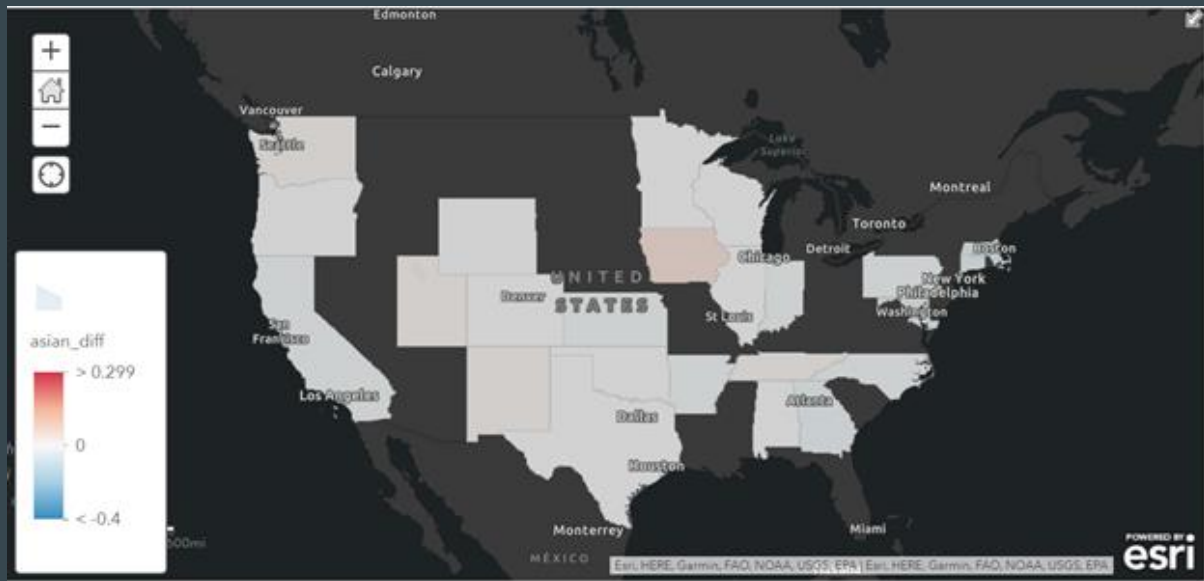 Edmonton
Calgary
Vancouver
Seattle
Lake
Superior
Montreal
Toronto
Detroit
Boston
Chicago
New York
Philadelphia
UNITED
STATES
Denver
St Louis
Washington
San
Francisco
asian_diff
> 0.299
0
< -0.4
Los Angeles
Atlanta
Dallas
Houston
Monterrey
Miami
MÉXICO
Esri, HERE, Garmin, FAO, NOAA, USGS, EPA | Esri, HERE, Garmin, FAO, NOAA, USGS, EPA
POWERED BY
esri